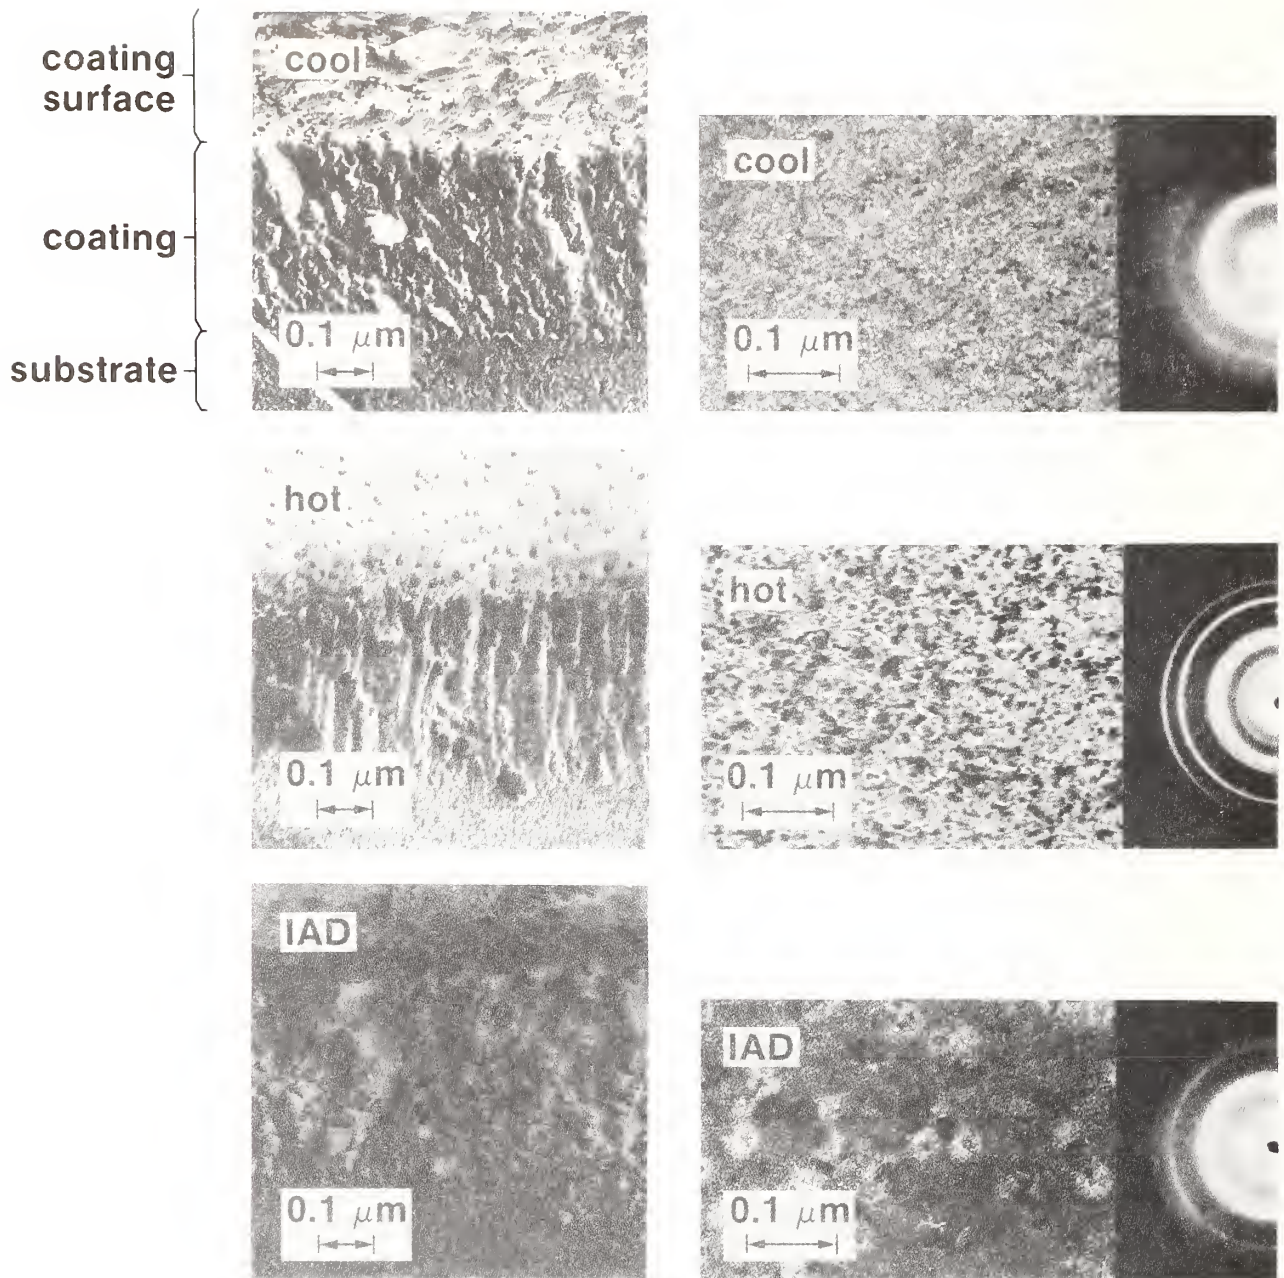 coating
surface
coating
substrate
cool
0.1 μm
cool
0.1 μm
hot
0.1 μm
hot
0.1 μm
IAD
0.1 μm
IAD
0.1 μm